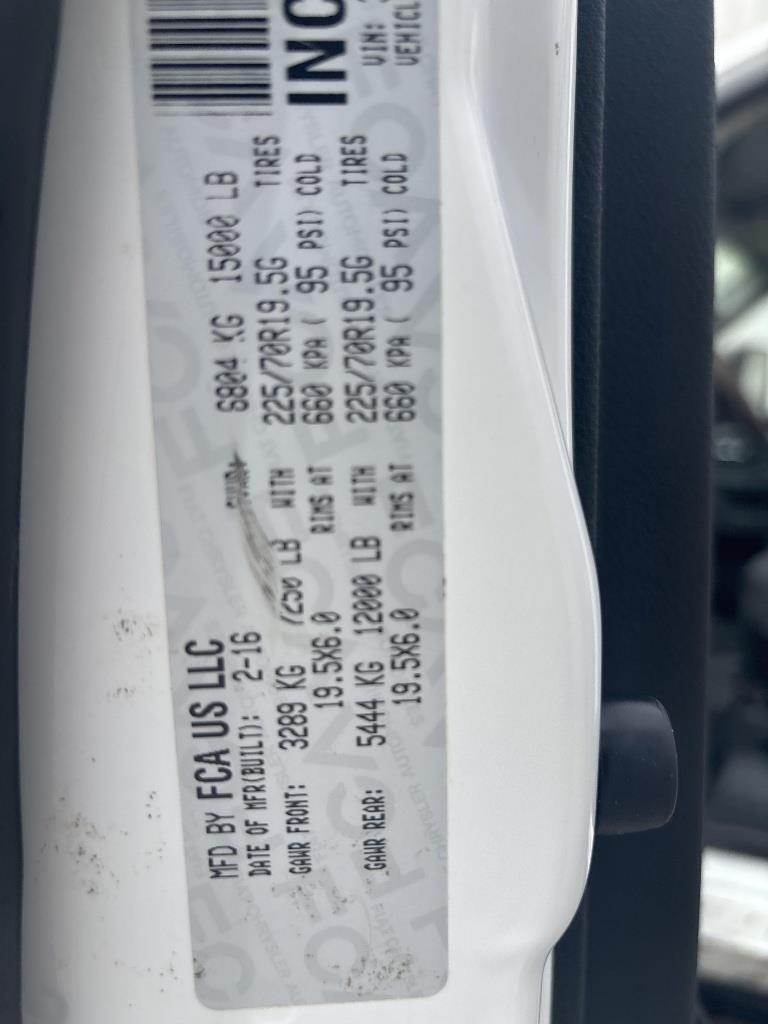 MFD BY FCA US LLC
DATE OF MFR(BUILT): 2-16 GVWR: 6804 KG 15000 LB
GAWR FRONT: 3289 KG 7250 LB WITH 225/70R19.5G TIRES
19.5X6.0 RIMS AT 660 KPA ( 95 PSI) COLD
GAWR REAR: 5444 KG 12000 LB WITH 225/70R19.5G TIRES
19.5X6.0 RIMS AT 660 KPA ( 95 PSI) COLD
INC
VIN:
VEHICL